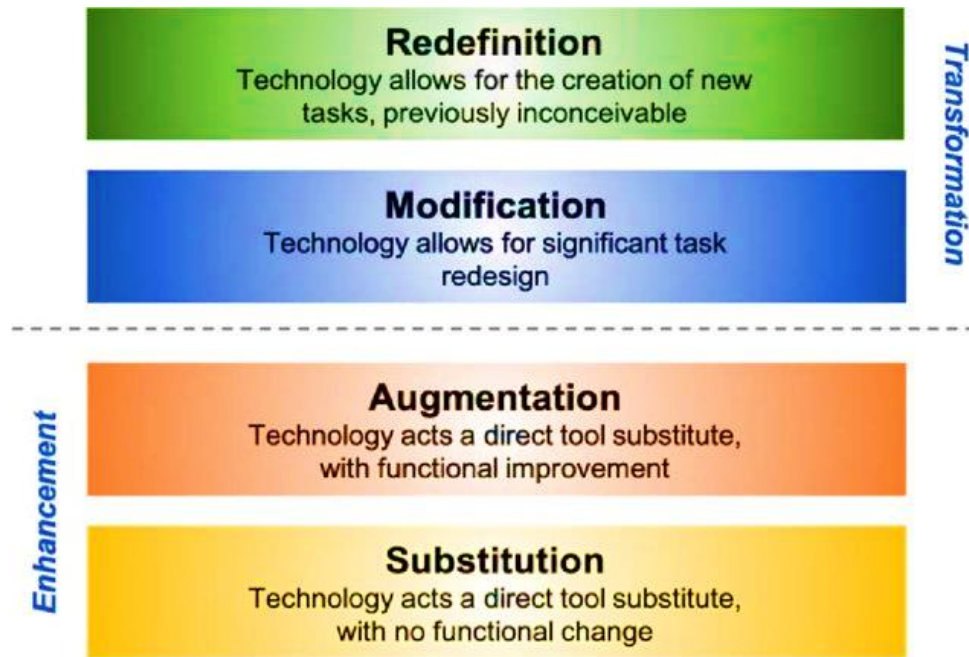 Redefinition
Technology allows for the creation of new
tasks, previously inconceivable
Transformation
Modification
Technology allows for significant task
redesign
Enhancement
Augmentation
Technology acts a direct tool substitute,
with functional improvement
Substitution
Technology acts a direct tool substitute,
with no functional change